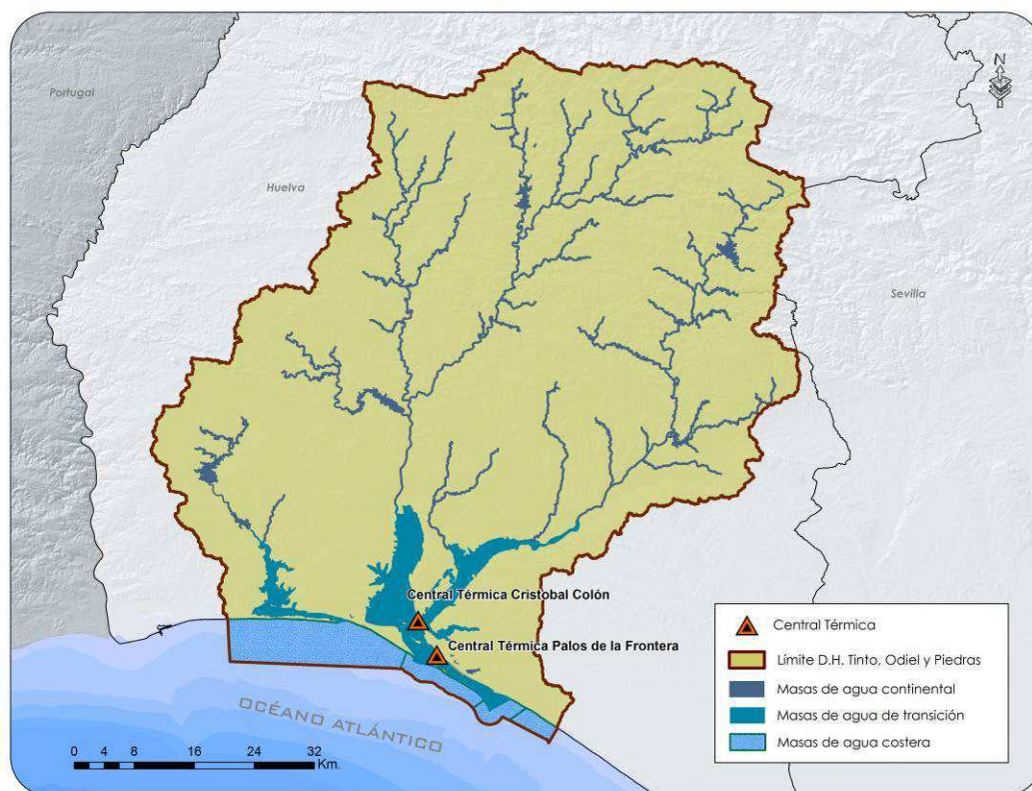 N
Portugal
Huelva
Sevilla
Central Térmica Cristobal Colón
Central Térmica Palos de la Frontera
OCÉANO ATLÁNTICO
0 4 8 16 24 32
Km.
Central Térmica
Límite D.H. Tinto, Odiel y Piedras
Masas de agua continental
Masas de agua de transición
Masas de agua costera